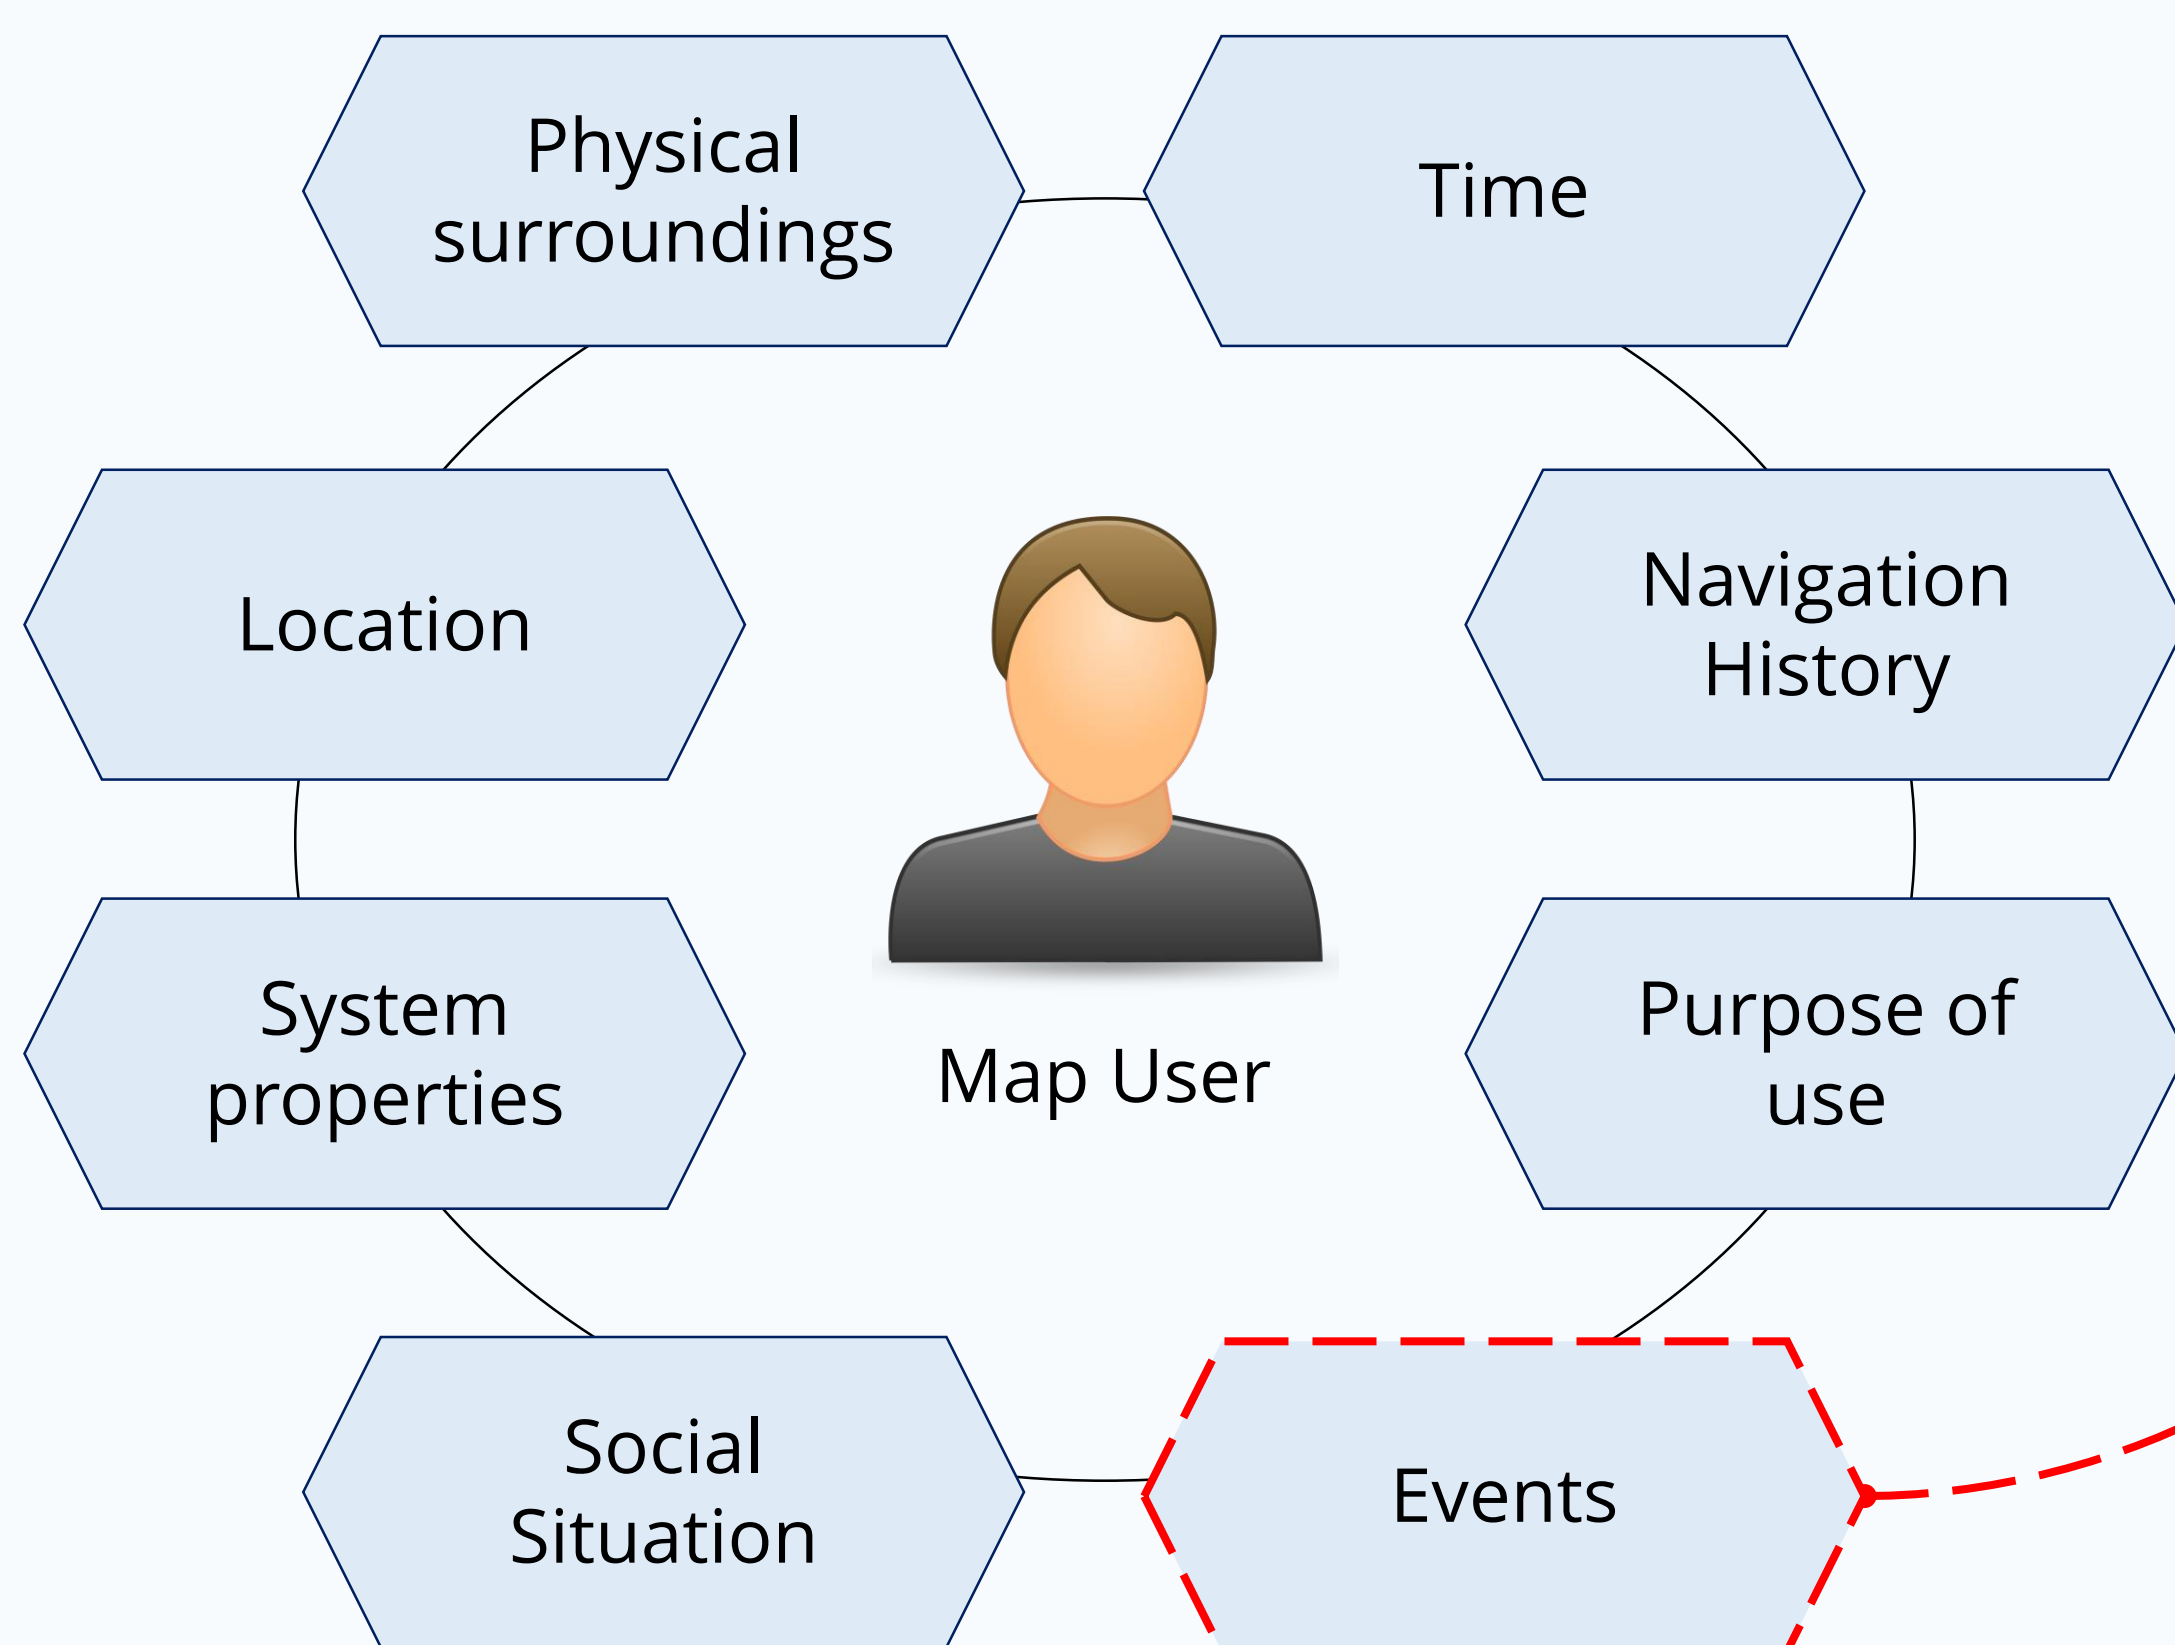 Physical
surroundings
Time
Location
Navigation
History
System
properties
Map User
Purpose of
use
Social
Situation
Events